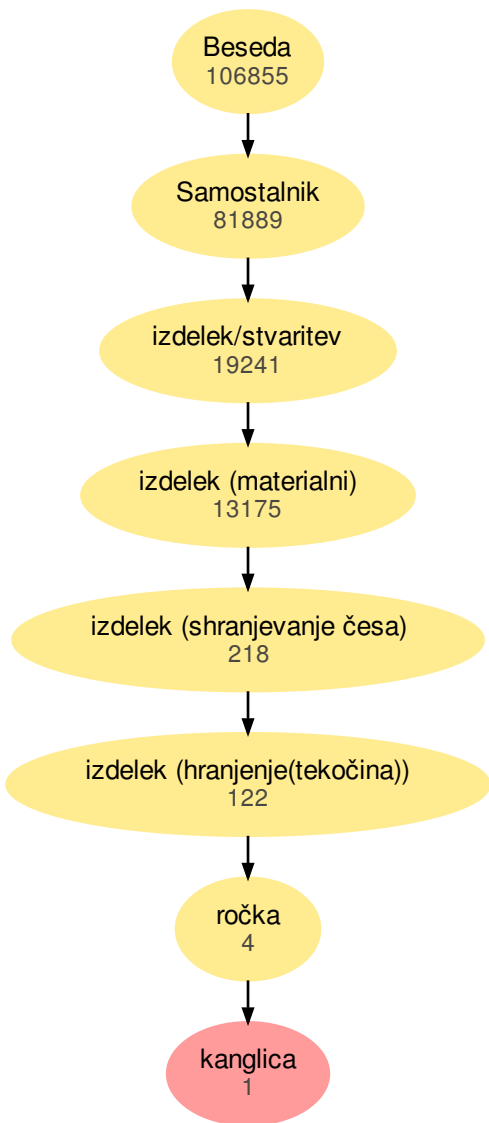 Beseda
106855
Samostalnik
81889
izdelek/stvaritev
19241
izdelek (materialni)
13175
izdelek (shranjevanje česa)
218
izdelek (hranjenje(tekočina))
122
ročka
4
kanglica
1